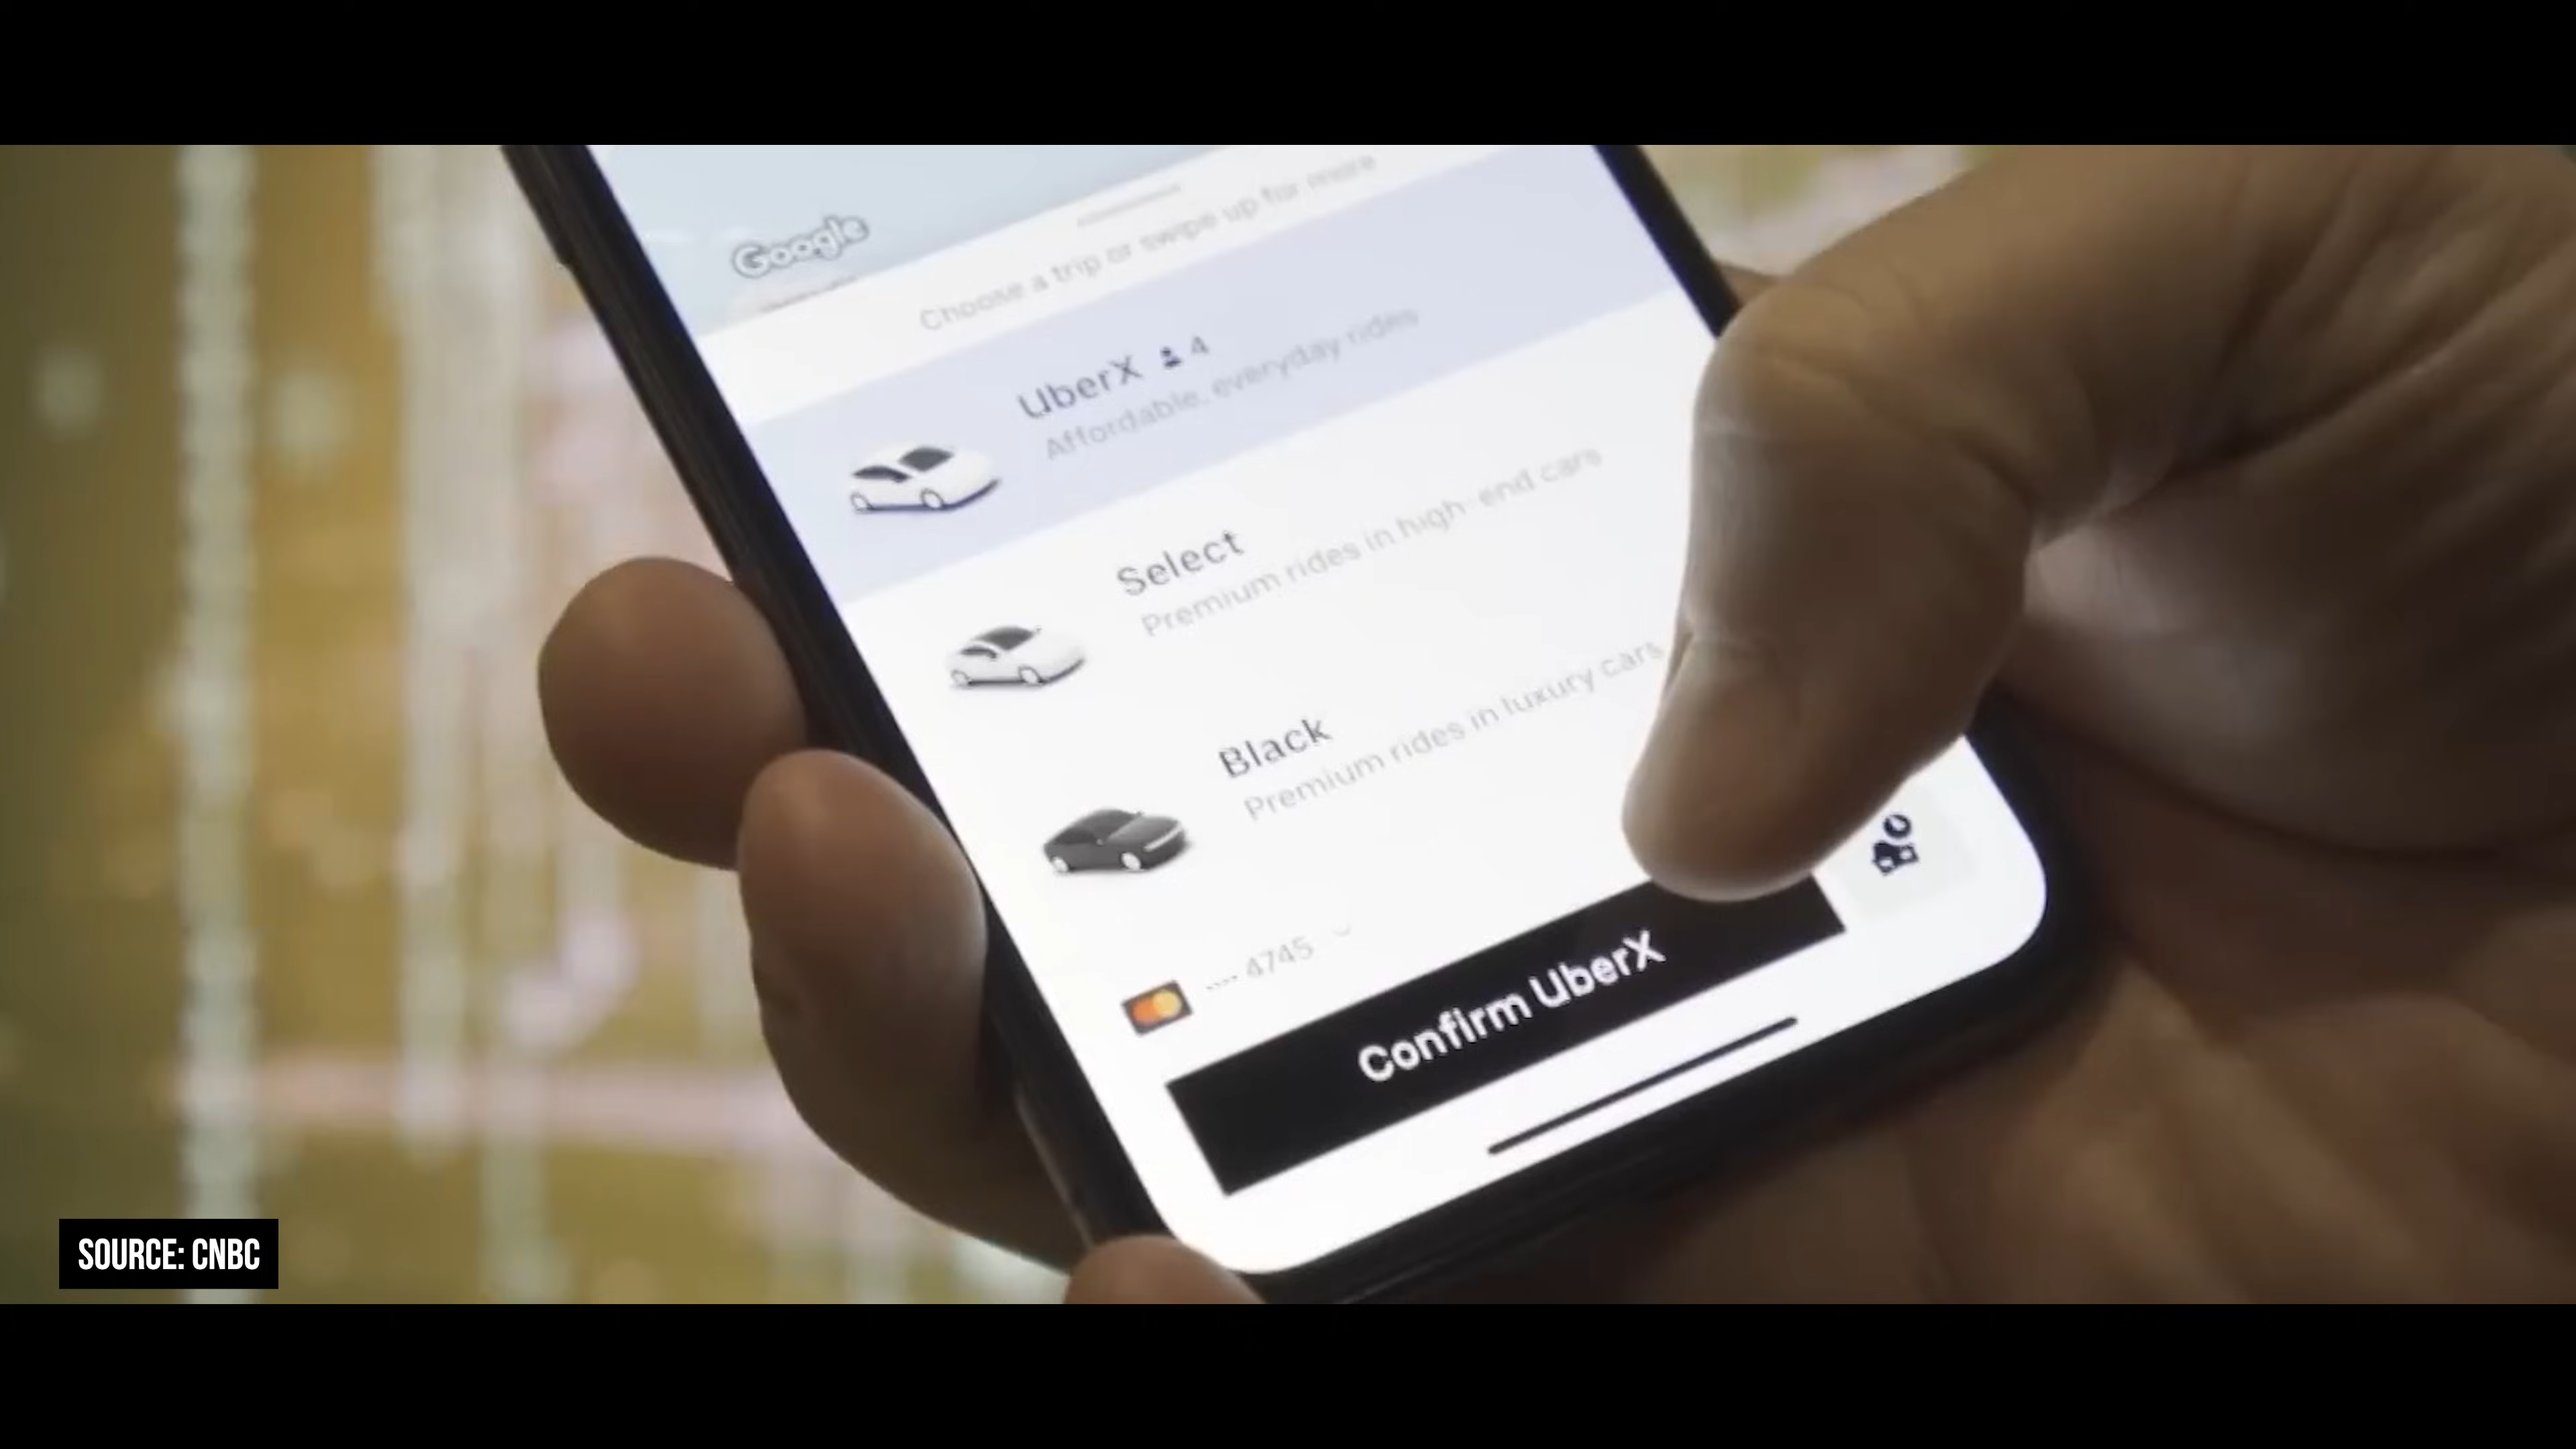 Google
Choose a trip or swipe up for more
UberX 4
Affordable, everyday rides
Select
Premium rides in high-end cars
Black
Premium rides in luxury cars
---- 4745
Confirm UberX
SOURCE: CNBC